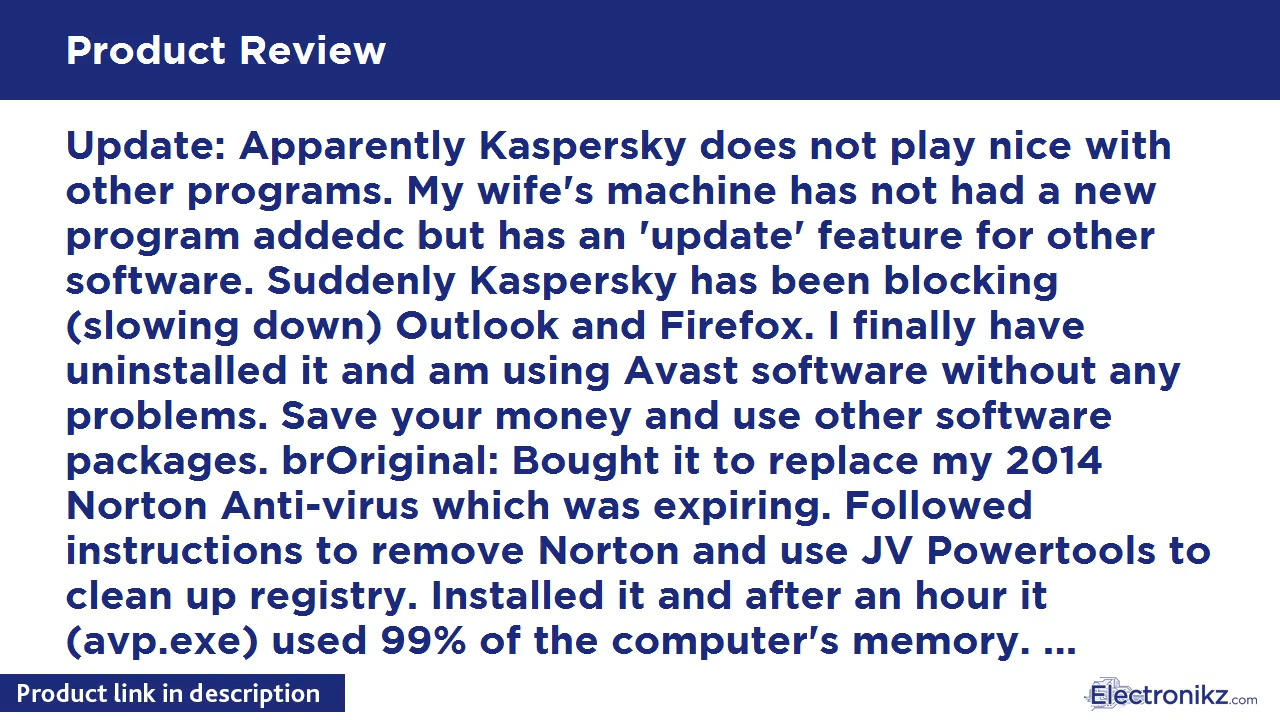 Product Review
Update: Apparently Kaspersky does not play nice with
other programs. My wife's machine has not had a new
program addedc but has an 'update' feature for other
software. Suddenly Kaspersky has been blocking
(slowing down) Outlook and Firefox. I finally have
uninstalled it and am using Avast software without any
problems. Save your money and use other software
packages. brOriginal: Bought it to replace my 2014
Norton Anti-virus which was expiring. Followed
instructions to remove Norton and use JV Powertools to
clean up registry. Installed it and after an hour it
(avp.exe) used 99% of the computer's memory. ...
Product link in description
Electronikz.com